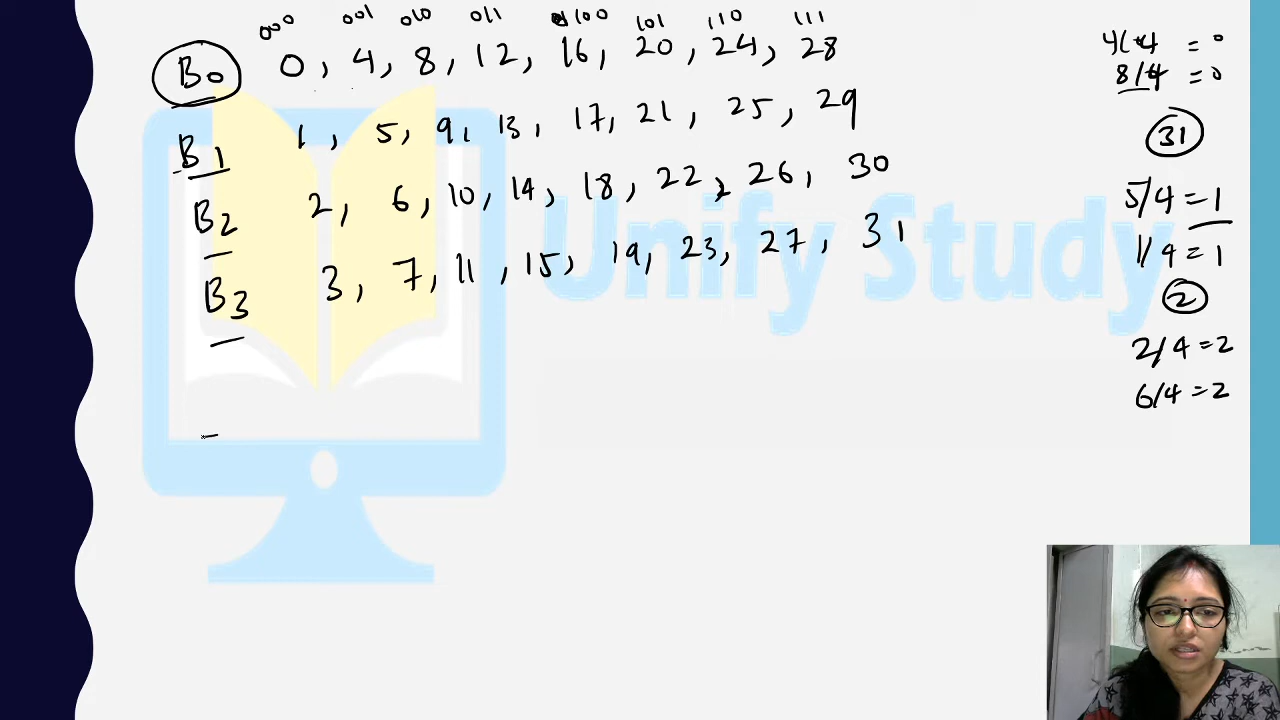 000 001 010 011 100 101 110 111
B0 0, 4, 8, 12, 16, 20, 24, 28
B1 1, 5, 9, 13, 17, 21, 25, 29
B2 2, 6, 10, 14, 18, 22, 26, 30
B3 3, 7, 11, 15, 19, 23, 27, 31
4/4 = 0
8/4 = 0
31
5/4 = 1
1/4 = 1
2
2/4 = 2
6/4 = 2
Unify Study